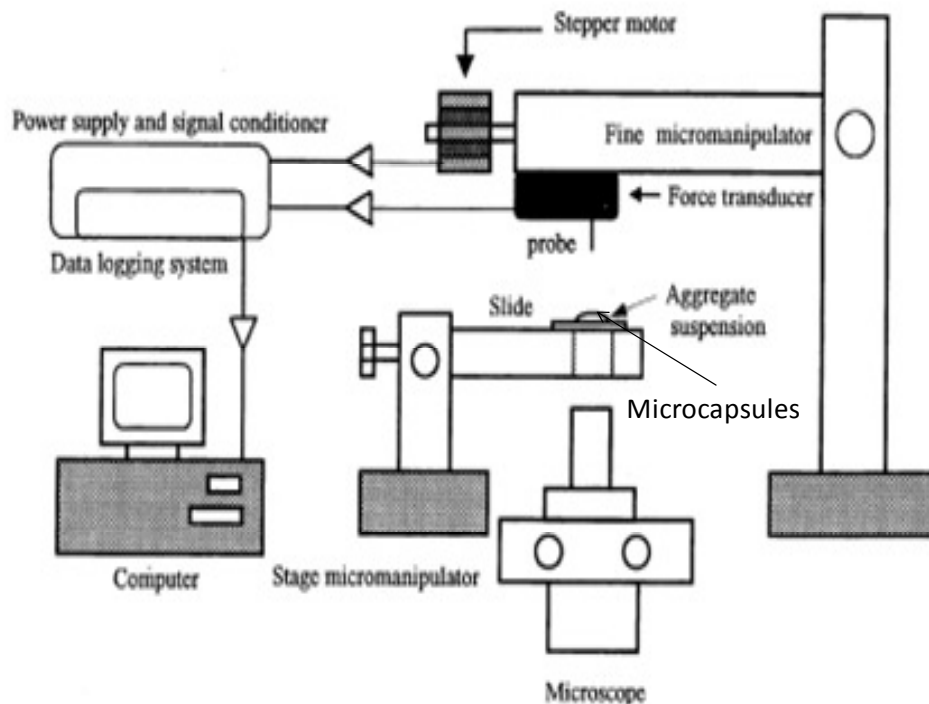 Stepper motor
Power supply and signal conditioner
Fine micromanipulator
Force transducer
probe
Data logging system
Slide
Aggregate
suspension
Microcapsules
Computer
Stage micromanipulator
Microscope